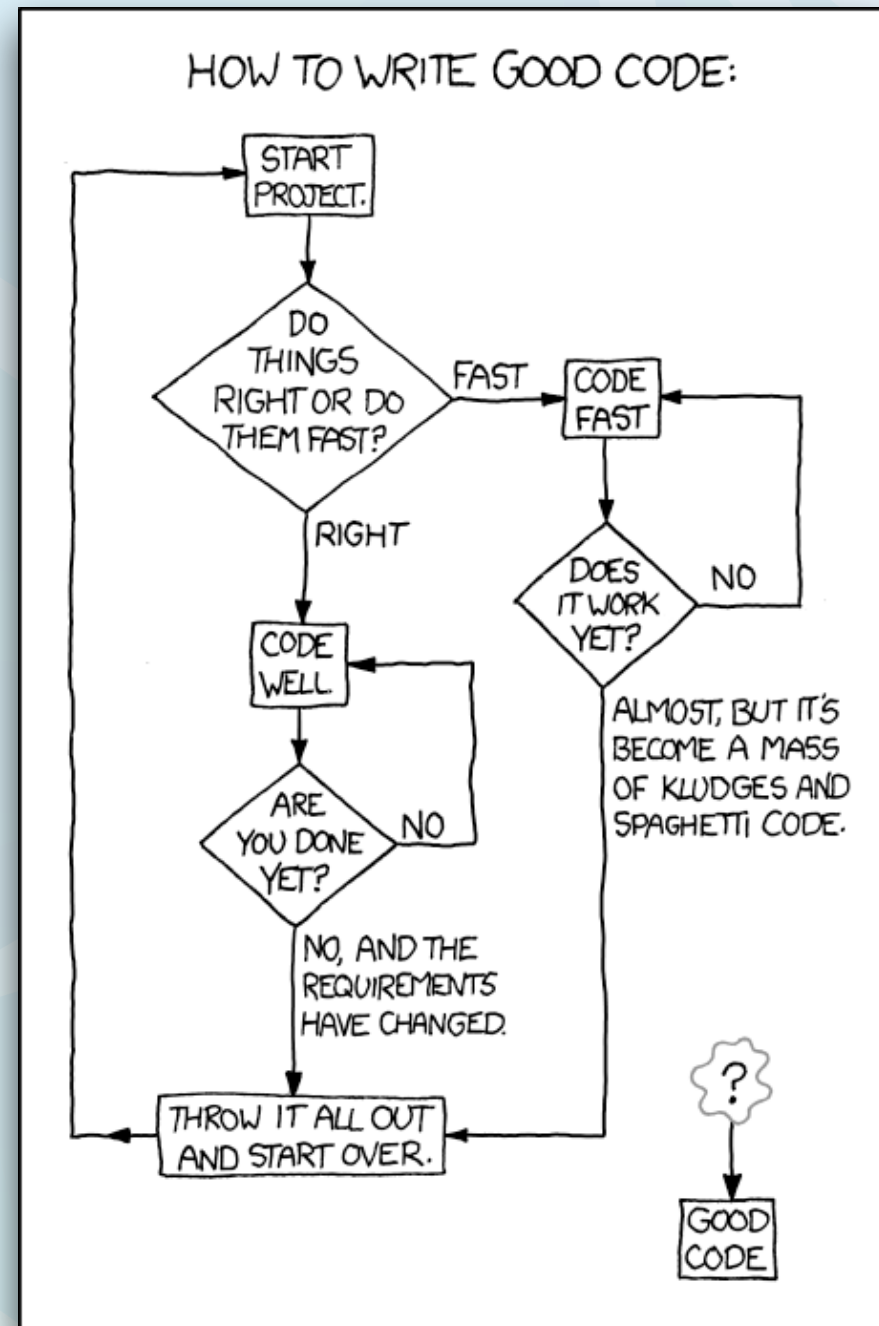 HOW TO WRITE GOOD CODE:
START
PROJECT.
DO
THINGS
RIGHT OR DO
THEM FAST?
FAST
CODE
FAST
RIGHT
DOES
IT WORK
YET?
NO
CODE
WELL.
ALMOST, BUT IT'S
BECOME A MASS
OF KLUDGES AND
SPAGHETTI CODE.
ARE
YOU DONE
YET?
NO
NO, AND THE
REQUIREMENTS
HAVE CHANGED.
THROW IT ALL OUT
AND START OVER.
?
GOOD
CODE